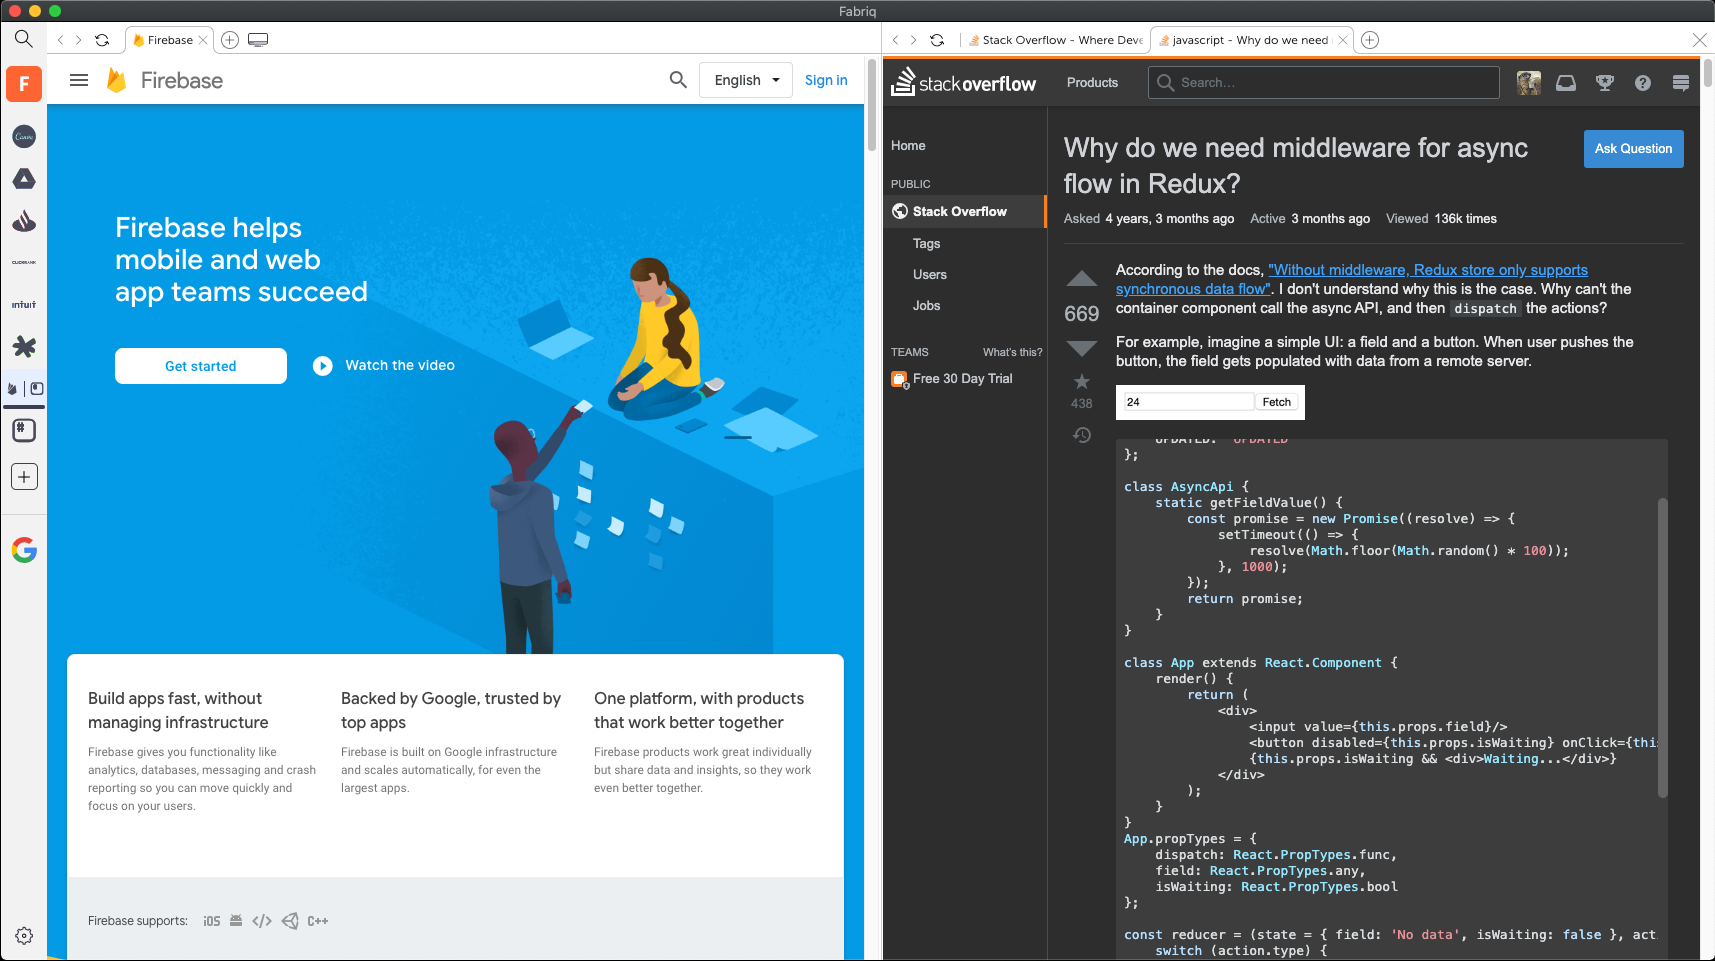 Fabriq
Firebase
Stack Overflow - Where Deve
javascript - Why do we need
F
Canva
CLICKBANK
intuit
#
Firebase
English
Sign in
Firebase helps
mobile and web
app teams succeed
Get started
Watch the video
Build apps fast, without
managing infrastructure
Firebase gives you functionality like
analytics, databases, messaging and crash
reporting so you can move quickly and
focus on your users.
Backed by Google, trusted by
top apps
Firebase is built on Google infrastructure
and scales automatically, for even the
largest apps.
One platform, with products
that work better together
Firebase products work great individually
but share data and insights, so they work
even better together.
Firebase supports:
iOS
</>
C++
stackoverflow
Products
Search...
Home
PUBLIC
Stack Overflow
Tags
Users
Jobs
TEAMS
What's this?
Free 30 Day Trial
Why do we need middleware for async
flow in Redux?
Ask Question
Asked 4 years, 3 months ago Active 3 months ago Viewed 136k times
669
438
According to the docs, "Without middleware, Redux store only supports
synchronous data flow". I don't understand why this is the case. Why can't the
container component call the async API, and then dispatch the actions?
For example, imagine a simple UI: a field and a button. When user pushes the
button, the field gets populated with data from a remote server.
24
Fetch
UPDATED: 'UPDATED'
};
class AsyncApi {
static getFieldValue() {
const promise = new Promise((resolve) => {
setTimeout(() => {
resolve(Math.floor(Math.random() * 100));
}, 1000);
});
return promise;
}
}
class App extends React.Component {
render() {
return (
<div>
<input value={this.props.field}/>
<button disabled={this.props.isWaiting} onClick={thi
{this.props.isWaiting && <div>Waiting...</div>}
</div>
);
}
}
App.propTypes = {
dispatch: React.PropTypes.func,
field: React.PropTypes.any,
isWaiting: React.PropTypes.bool
};
const reducer = (state = { field: 'No data', isWaiting: false }, act
switch (action.type) {